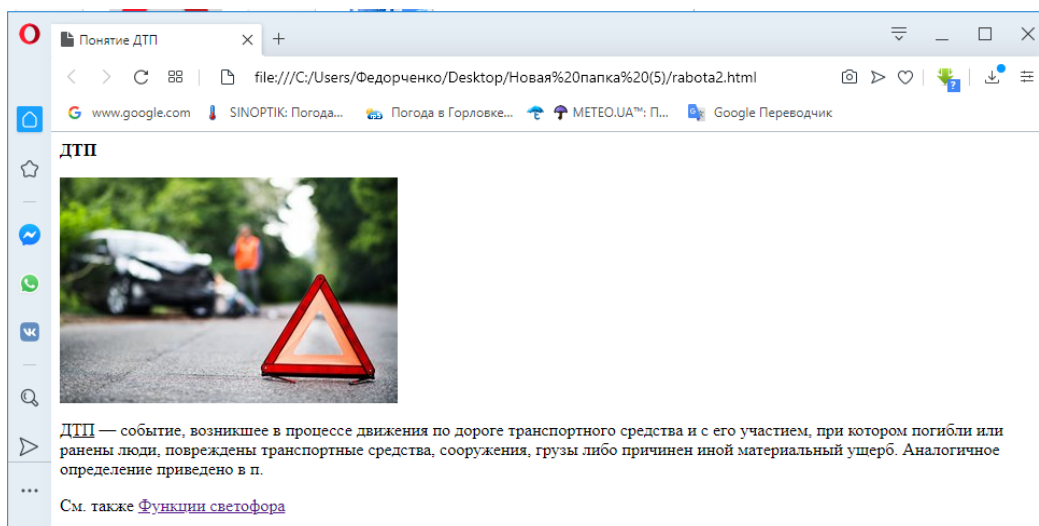 Понятие ДТП
file:///C:/Users/Федорченко/Desktop/Новая%20папка%20(5)/rabota2.html
www.google.com SINOPTIK: Погода... Погода в Горловке... METEO.UA™: П... Google Переводчик
ДТП
ДТП — событие, возникшее в процессе движения по дороге транспортного средства и с его участием, при котором погибли или
ранены люди, повреждены транспортные средства, сооружения, грузы либо причинен иной материальный ущерб. Аналогичное
определение приведено в п.
См. также Функции светофора